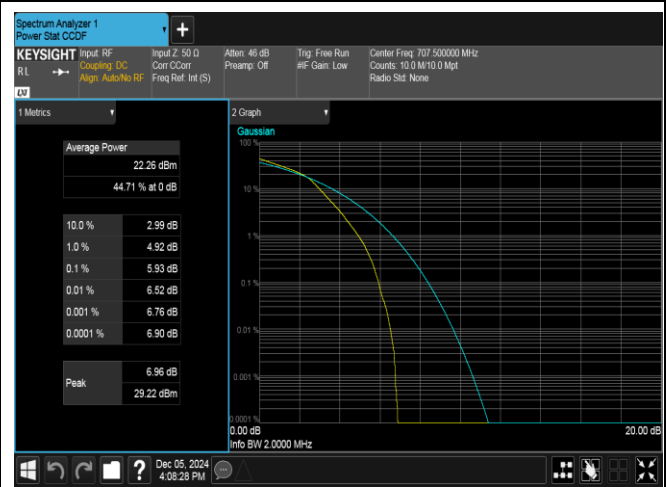 Spectrum Analyzer 1
Power Stat CCDF
+
KEYSIGHT Input: RF Input Z: 50 Ω Atten: 46 dB Trig: Free Run Center Freq: 707.500000 MHz
RL Coupling: DC Corr CCorr Preamp: Off #IF Gain: Low Counts: 10.0 M/10.0 Mpt
Align: Auto/No RF Freq Ref: Int (S) Radio Std: None
LXI
1 Metrics
Average Power
22.26 dBm
44.71 % at 0 dB
10.0 % 2.99 dB
1.0 % 4.92 dB
0.1 % 5.93 dB
0.01 % 6.52 dB
0.001 % 6.76 dB
0.0001 % 6.90 dB
Peak
6.96 dB
29.22 dBm
2 Graph
Gaussian
100 %
10 %
1 %
0.1 %
0.01 %
0.001 %
0.0001 %
0.00 dB 20.00 dB
Info BW 2.0000 MHz
? Dec 05, 2024
4:08:28 PM